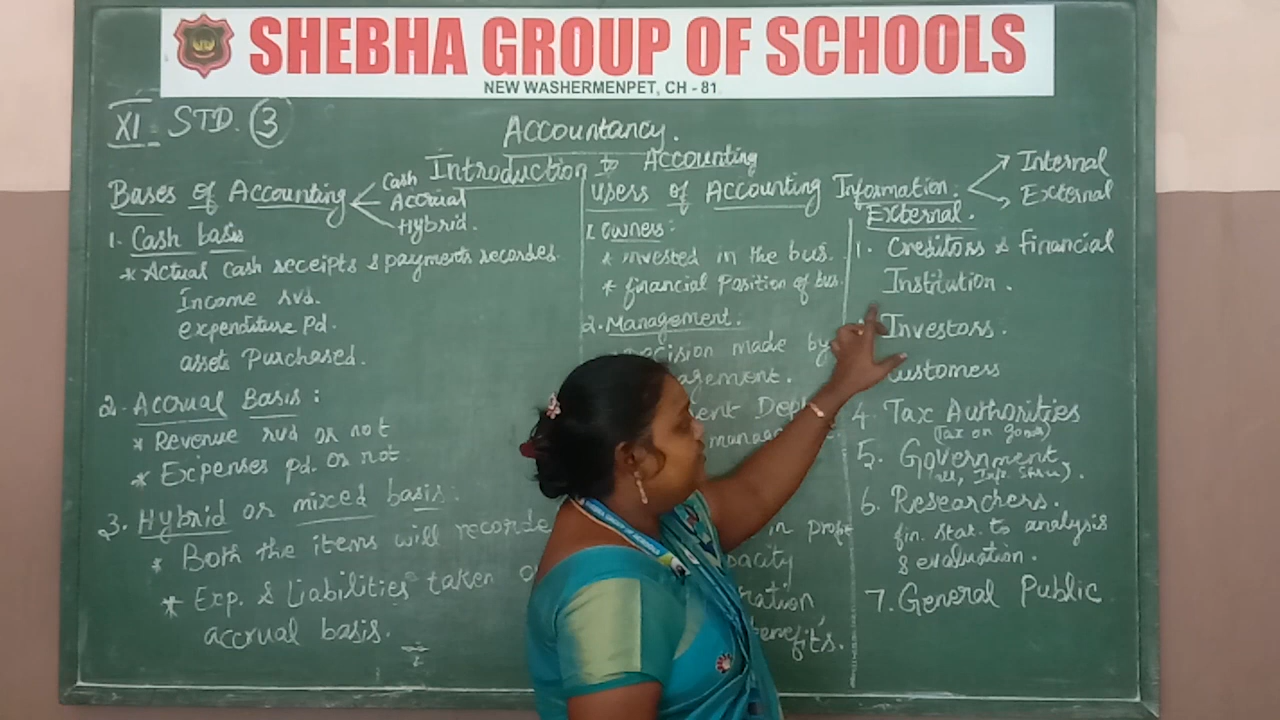 SHEBHA GROUP OF SCHOOLS
NEW WASHERMENPET, CH - 81
XI STD. 3
Accountancy.
Introduction to Accounting
Bases of Accounting
Cash
Accrual
Hybrid.
1. Cash basis
* Actual cash receipts & payments recorded.
Income rvd.
expenditure Pd.
assets Purchased.
2. Accrual Basis :
* Revenue rvd or not
* Expenses pd. or not
3. Hybrid or mixed basis.
* Both the items will recorde
* Exp. & Liabilities taken
accrual basis.
Users of Accounting Information.
Internal
External
1. Owners:
* invested in the bus.
* financial Position of bus.
2. Management.
made by
in
External.
1. Creditors & Financial
Institution.
Investors.
Customers
4. Tax Authorities
(Tax on goods)
5. Government
6. Researchers.
fin. stat. to analysis
& evaluation.
7. General Public